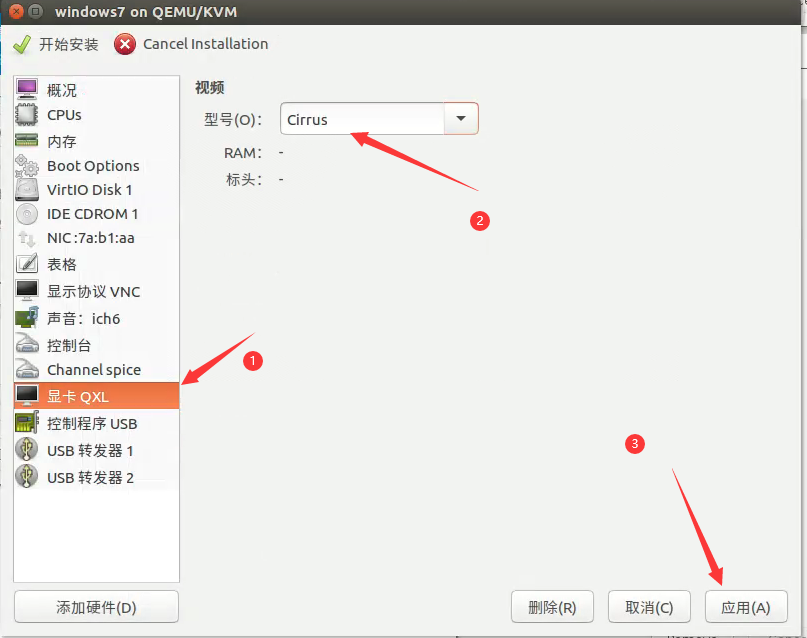 windows7 on QEMU/KVM
开始安装 Cancel Installation
概况
CPUs
内存
Boot Options
VirtIO Disk 1
IDE CDROM 1
NIC :7a:b1:aa
表格
显示协议 VNC
声音：ich6
控制台
Channel spice
显卡 QXL
控制程序 USB
USB 转发器 1
USB 转发器 2
添加硬件(D)
视频
型号(O)： Cirrus
RAM： -
标头： -
2
1
3
删除(R) 取消(C) 应用(A)